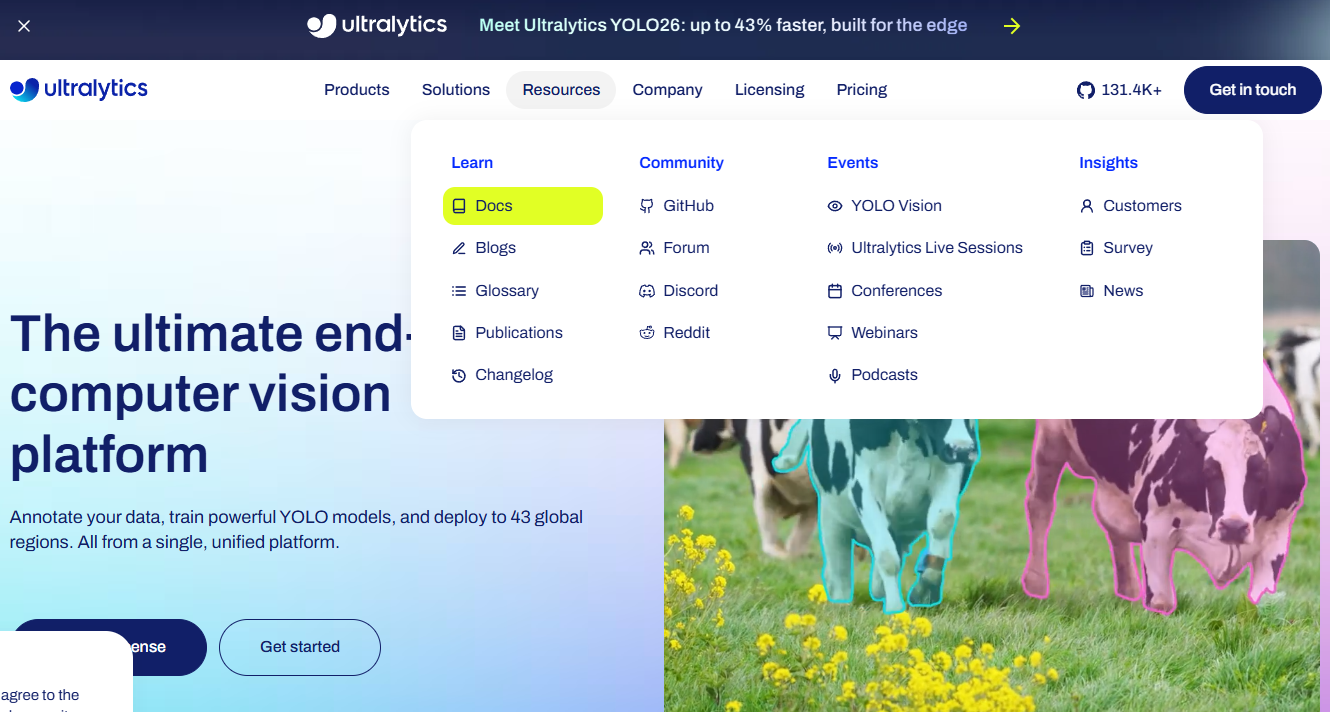 ultralytics
Meet Ultralytics YOLO26: up to 43% faster, built for the edge
ultralytics
Products
Solutions
Resources
Company
Licensing
Pricing
131.4K+
Get in touch
Learn
Docs
Blogs
Glossary
Publications
Changelog
Community
GitHub
Forum
Discord
Reddit
Events
YOLO Vision
Ultralytics Live Sessions
Conferences
Webinars
Podcasts
Insights
Customers
Survey
News
The ultimate end-
computer vision
platform
Annotate your data, train powerful YOLO models, and deploy to 43 global
regions. All from a single, unified platform.
ense
Get started
agree to the